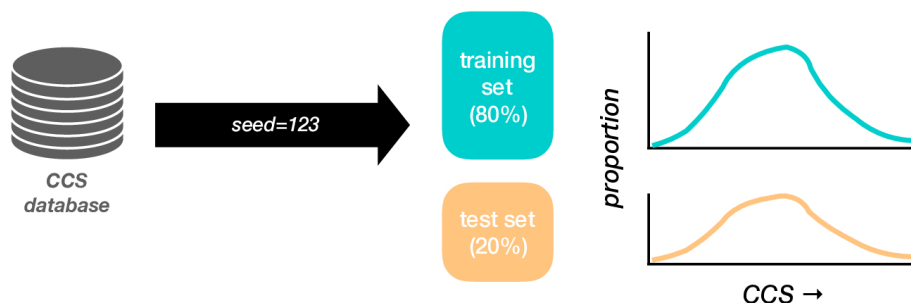 CCS
database
seed=123
training
set
(80%)
test set
(20%)
proportion
CCS →